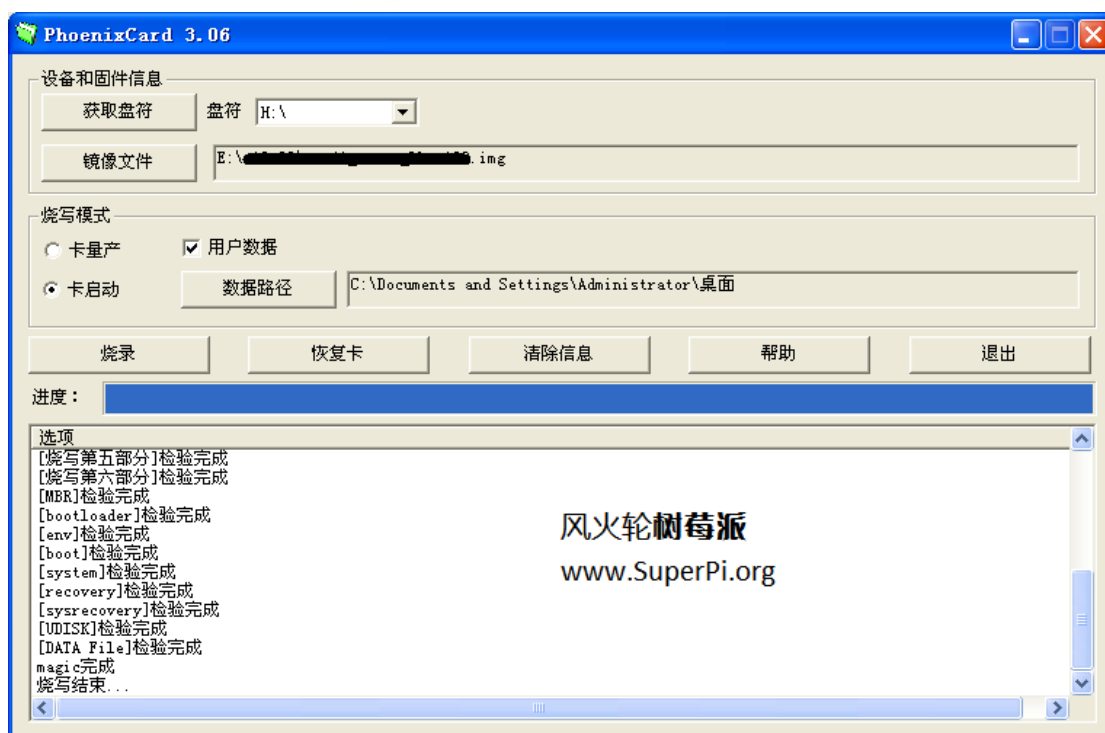 PhoenixCard 3.06
设备和固件信息
获取盘符 盘符 H:\
镜像文件 E:\ .img
烧写模式
卡量产 用户数据
卡启动 数据路径 C:\Documents and Settings\Administrator\桌面
烧录 恢复卡 清除信息 帮助 退出
进度：
选项
[烧写第五部分]检验完成
[烧写第六部分]检验完成
[MBR]检验完成
[bootloader]检验完成
[env]检验完成
[boot]检验完成
[system]检验完成
[recovery]检验完成
[sysrecovery]检验完成
[UDISK]检验完成
[DATA File]检验完成
magic完成
烧写结束...
风火轮树莓派
www.SuperPi.org